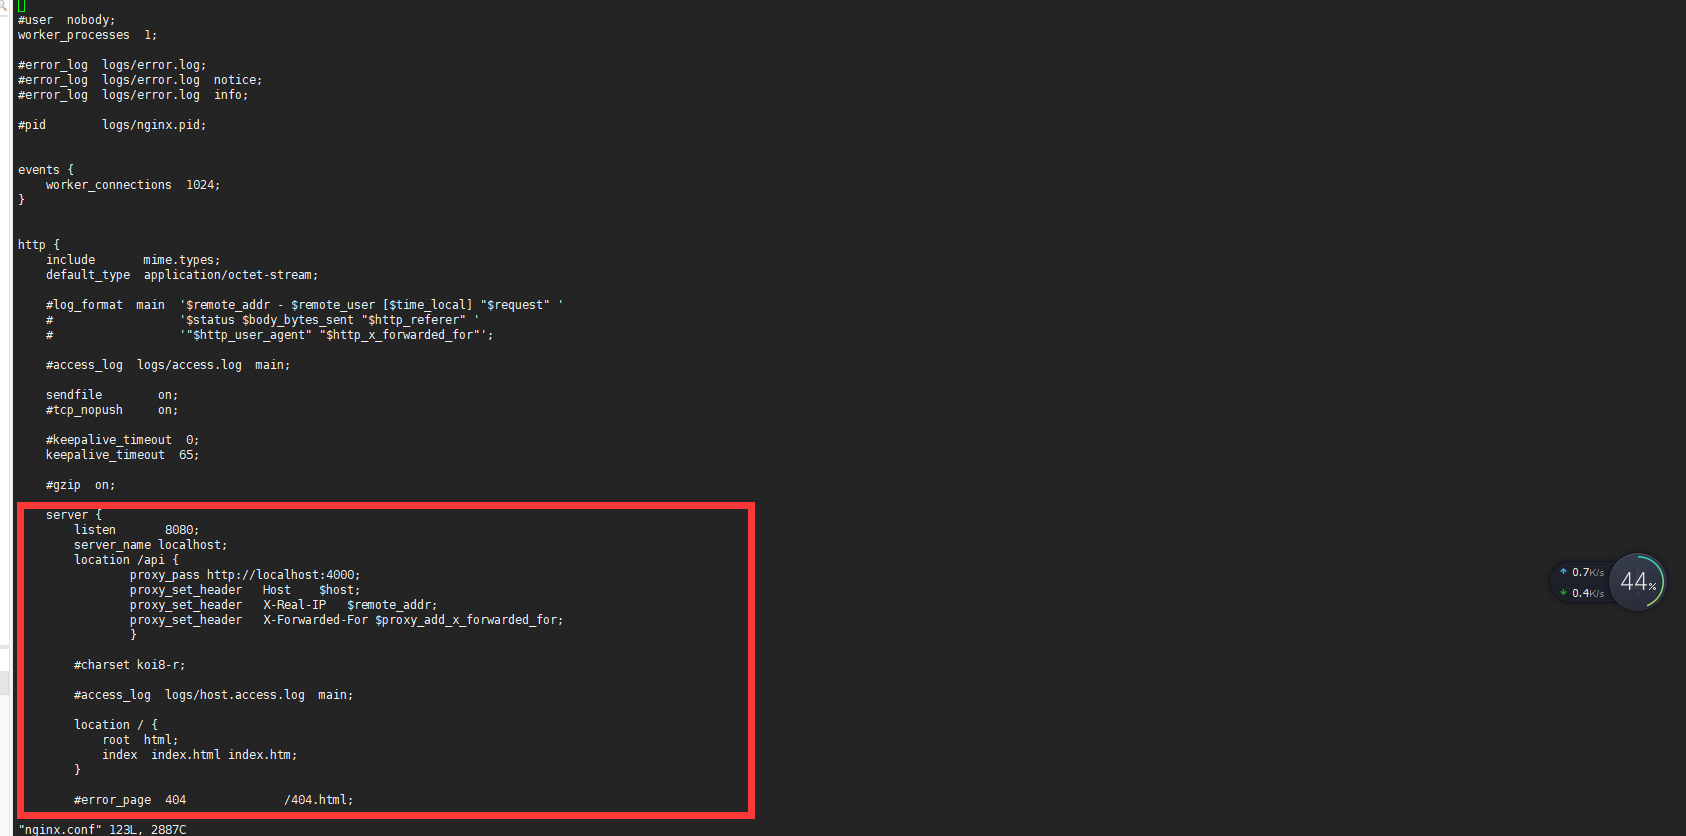 #user  nobody;
worker_processes  1;

#error_log  logs/error.log;
#error_log  logs/error.log  notice;
#error_log  logs/error.log  info;

#pid        logs/nginx.pid;


events {
    worker_connections  1024;
}


http {
    include       mime.types;
    default_type  application/octet-stream;

    #log_format  main  '$remote_addr - $remote_user [$time_local] "$request" '
    #                  '$status $body_bytes_sent "$http_referer" '
    #                  '"$http_user_agent" "$http_x_forwarded_for"';

    #access_log  logs/access.log  main;

    sendfile        on;
    #tcp_nopush     on;

    #keepalive_timeout  0;
    keepalive_timeout  65;

    #gzip  on;

    server {
        listen       8080;
        server_name localhost;
        location /api {
                proxy_pass http://localhost:4000;
                proxy_set_header   Host    $host;
                proxy_set_header   X-Real-IP   $remote_addr;
                proxy_set_header   X-Forwarded-For $proxy_add_x_forwarded_for;
                }

        #charset koi8-r;

        #access_log  logs/host.access.log  main;

        location / {
            root  html;
            index  index.html index.htm;
        }

        #error_page  404              /404.html;

"nginx.conf" 123L, 2887C
0.7K/s
0.4K/s
44%